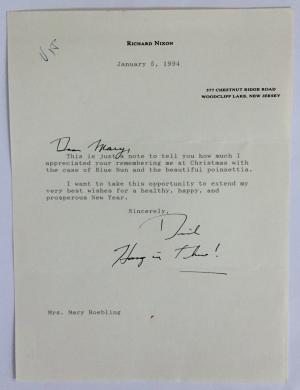 RICHARD NIXON
January 6, 1994
577 CHESTNUT RIDGE ROAD
WOODCLIFF LAKE, NEW JERSEY
Dear Mary,
This is just a note to tell you how much I
appreciated your remembering me at Christmas with
the case of Blue Nun and the beautiful poinsettia.
I want to take this opportunity to extend my
very best wishes for a healthy, happy, and
prosperous New Year.
Sincerely,
Dick
Hang in There!
Mrs. Mary Roebling